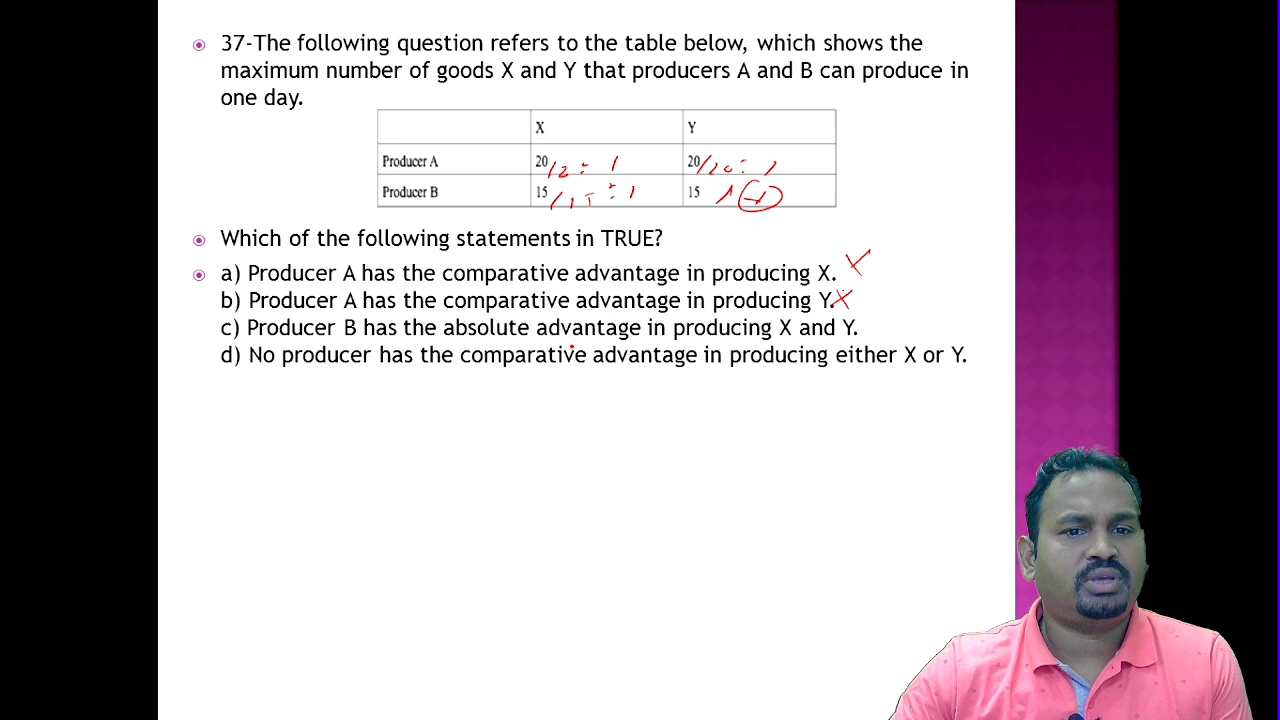 37-The following question refers to the table below, which shows the
maximum number of goods X and Y that producers A and B can produce in
one day.
X Y
Producer A 20 20
Producer B 15 15
Which of the following statements in TRUE?
a) Producer A has the comparative advantage in producing X.
b) Producer A has the comparative advantage in producing Y.
c) Producer B has the absolute advantage in producing X and Y.
d) No producer has the comparative advantage in producing either X or Y.